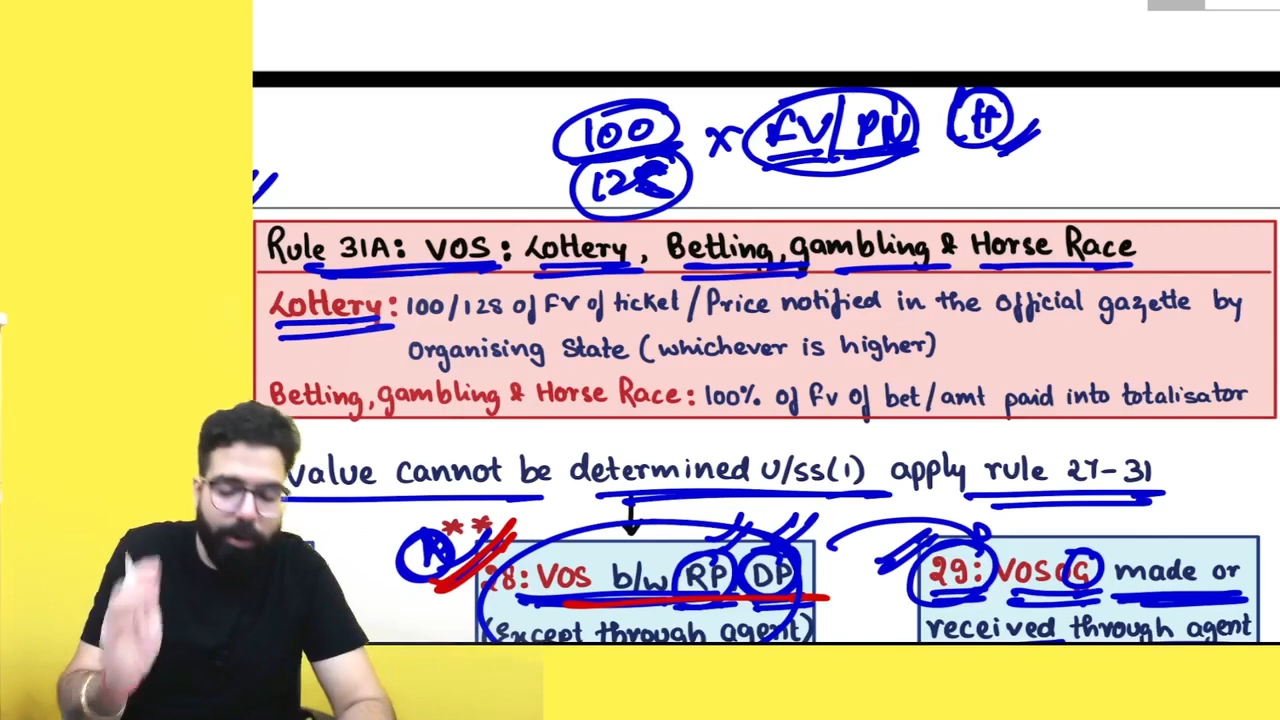 100
128 x FV/PN (H)
Rule 31A: VOS: Lottery, Betting, gambling & Horse Race
Lottery: 100/128 of FV of ticket/Price notified in the Official gazette by
Organising State (whichever is higher)
Betting, gambling & Horse Race: 100% of FV of bet/amt paid into totalisator
value cannot be determined U/ss(1) apply rule 27-31
R ** 28: VOS b/w RP DP
(Except through agent)
29: VOSOG made or
received through agent